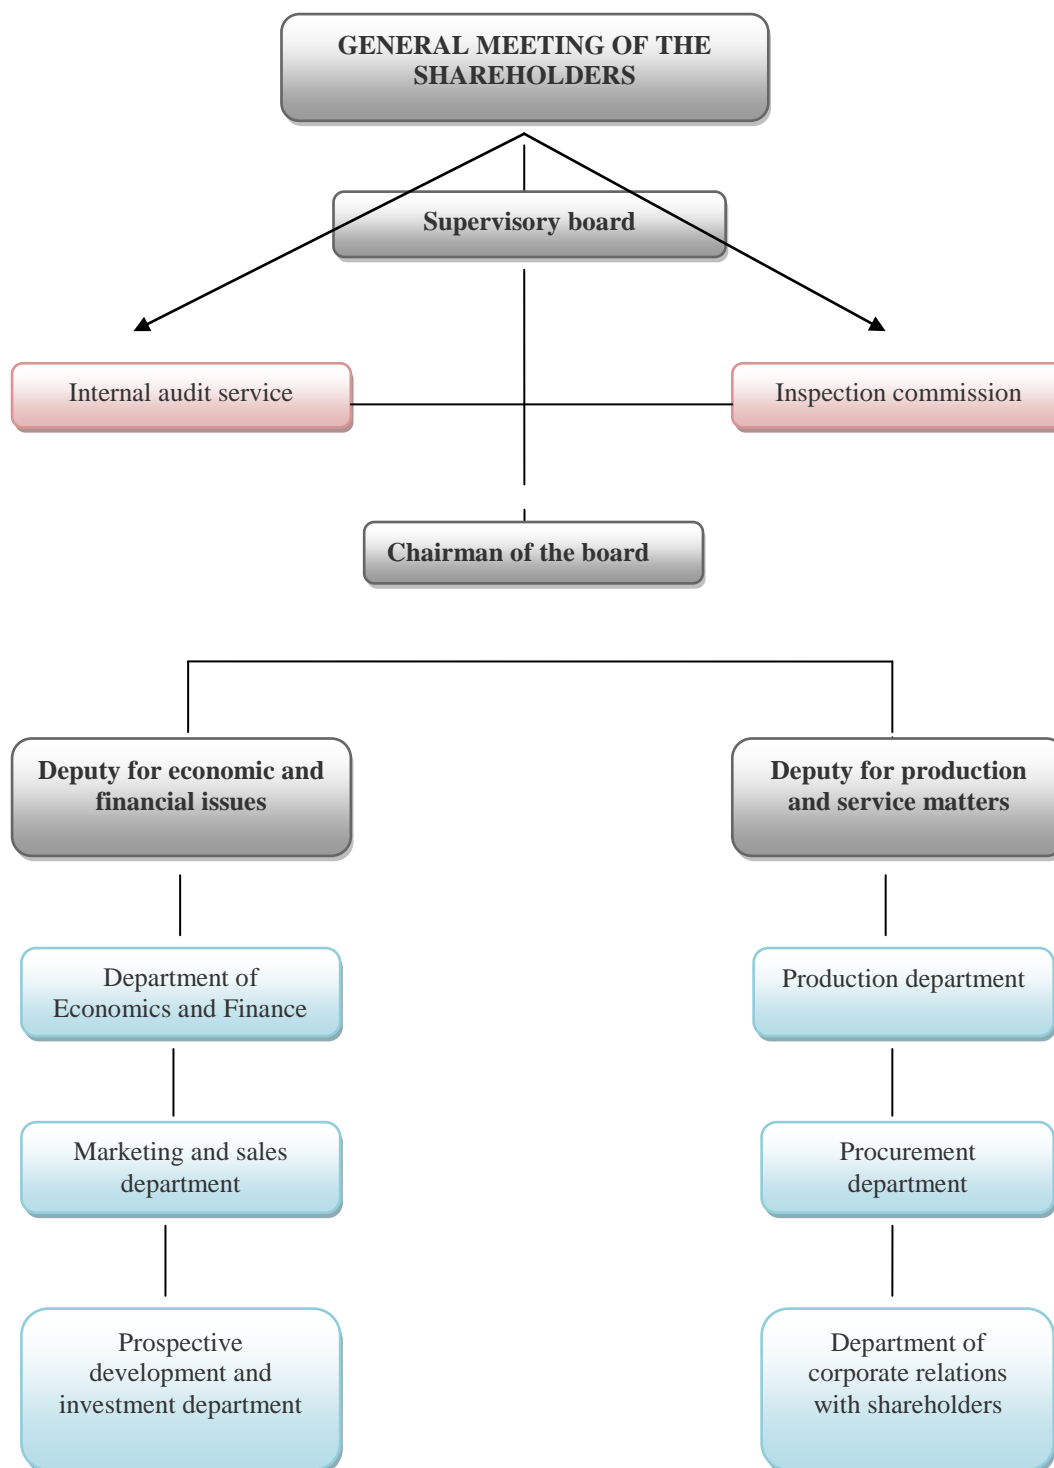 GENERAL MEETING OF THE
SHAREHOLDERS
Supervisory board
Internal audit service
Inspection commission
Chairman of the board
Deputy for economic and
financial issues
Deputy for production
and service matters
Department of
Economics and Finance
Production department
Marketing and sales
department
Procurement
department
Prospective
development and
investment department
Department of
corporate relations
with shareholders